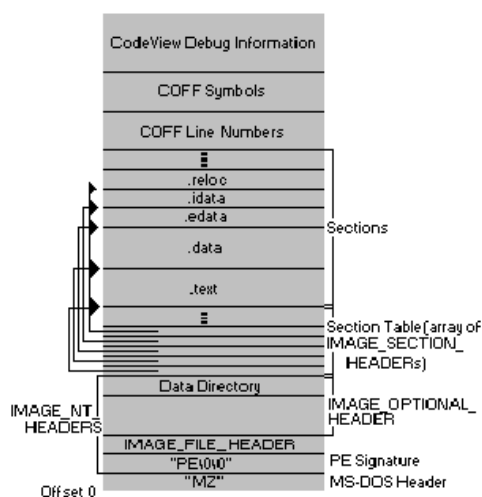 CodeView Debug Information
COFF Symbols
COFF Line Numbers
.reloc
.idata
.edata
.data
.text
Sections
Section Table (array of
IMAGE_SECTION_
HEADERs)
Data Directory
IMAGE_OPTIONAL_
HEADER
IMAGE_NT_
HEADERS
IMAGE_FILE_HEADER
"PE\0\0"
PE Signature
"MZ"
MS-DOS Header
Offset 0